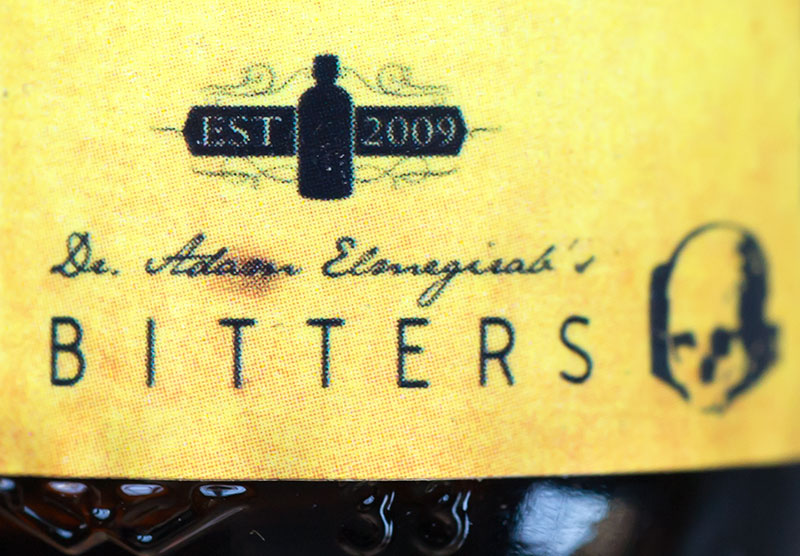 EST 2009
Dr. Adam Elmegirab's
BITTERS